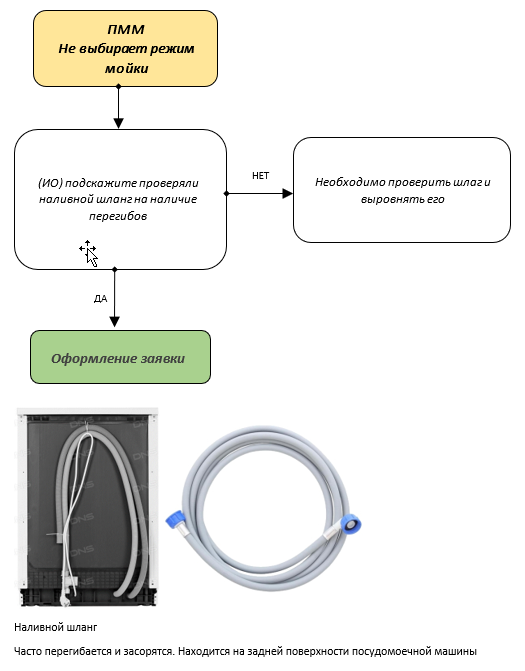 ПММ
Не выбирает режим
мойки
(ИО) подскажите проверяли
наливной шланг на наличие
перегибов
НЕТ
Необходимо проверить шлаг и
выровнять его
ДА
Оформление заявки
DNS
Наливной шланг
Часто перегибается и засорятся. Находится на задней поверхности посудомоечной машины